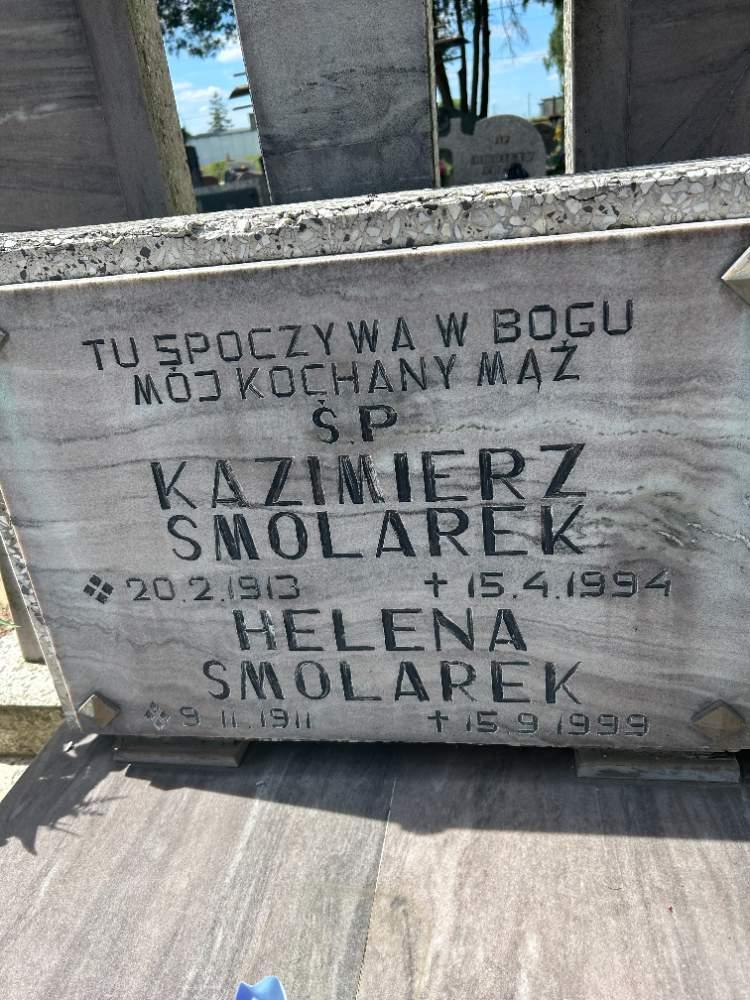 TU SPOCZYWA W BOGU
MÓJ KOCHANY MĄŻ
Ś.P.
KAZIMIERZ
SMOLAREK
20.2.1913 + 15.4.1994
HELENA
SMOLAREK
9.11.1911 + 15.9.1999